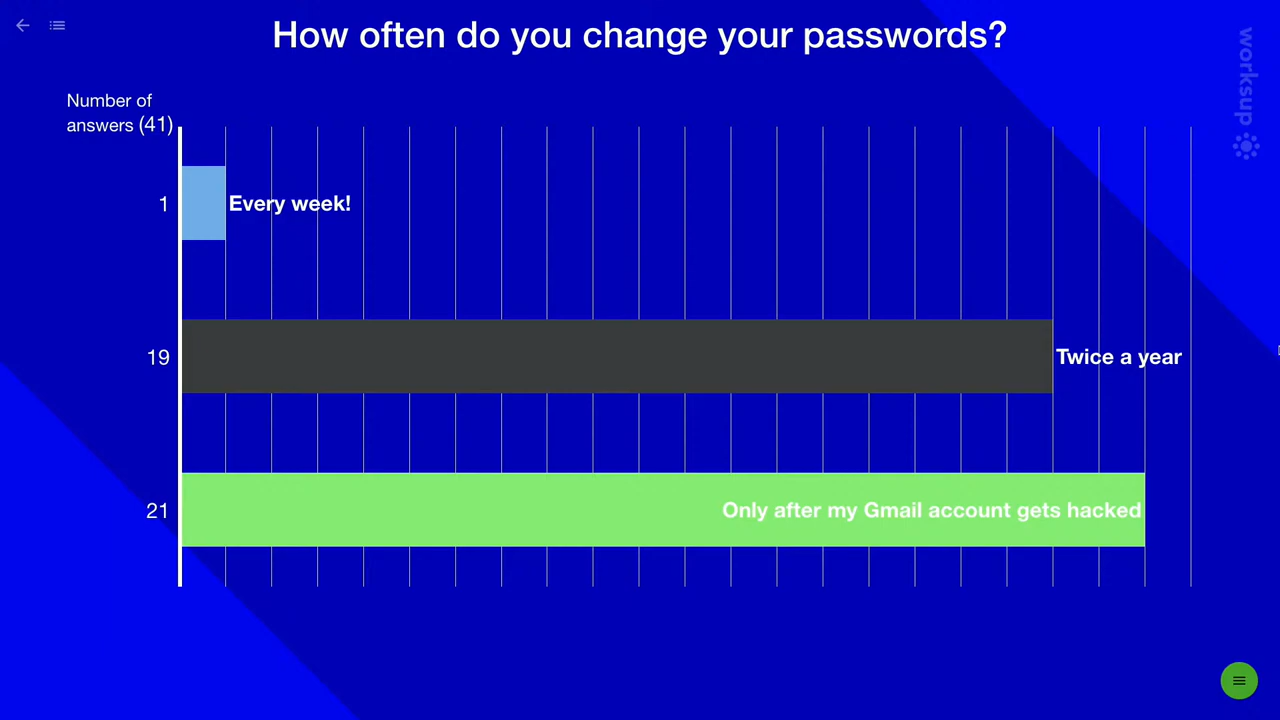 How often do you change your passwords?
Number of
answers (41)
1
Every week!
19
Twice a year
21
Only after my Gmail account gets hacked
worksup